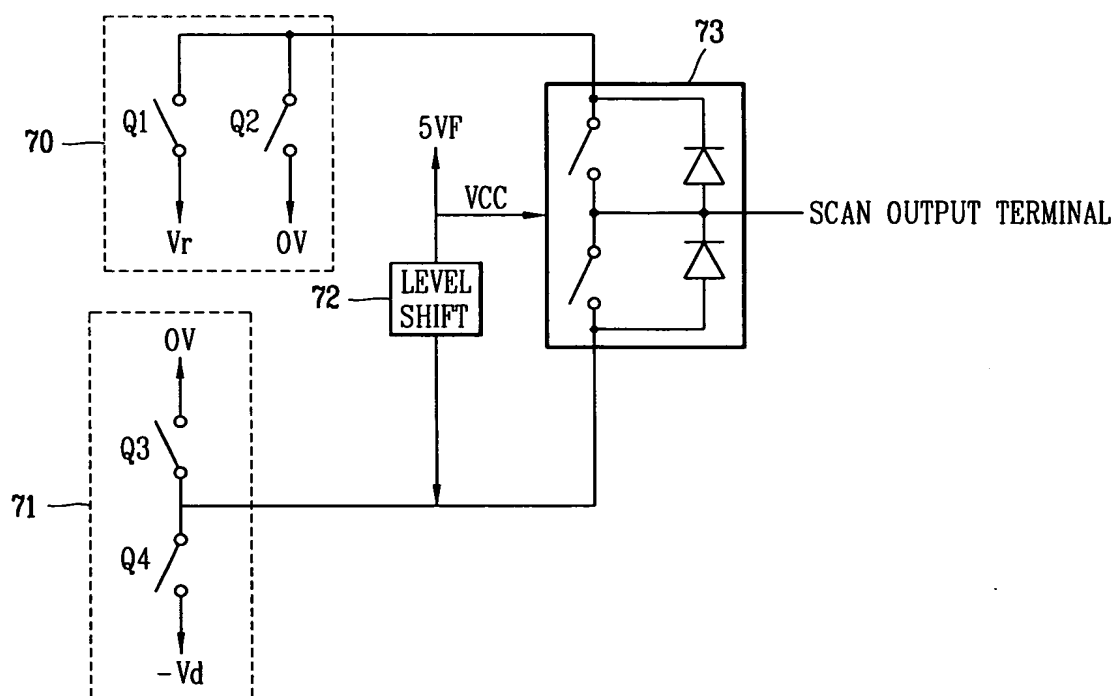 73
Q1
Q2
70
Vr
0V
5VF
VCC
SCAN OUTPUT TERMINAL
72
LEVEL
SHIFT
0V
Q3
71
Q4
-Vd